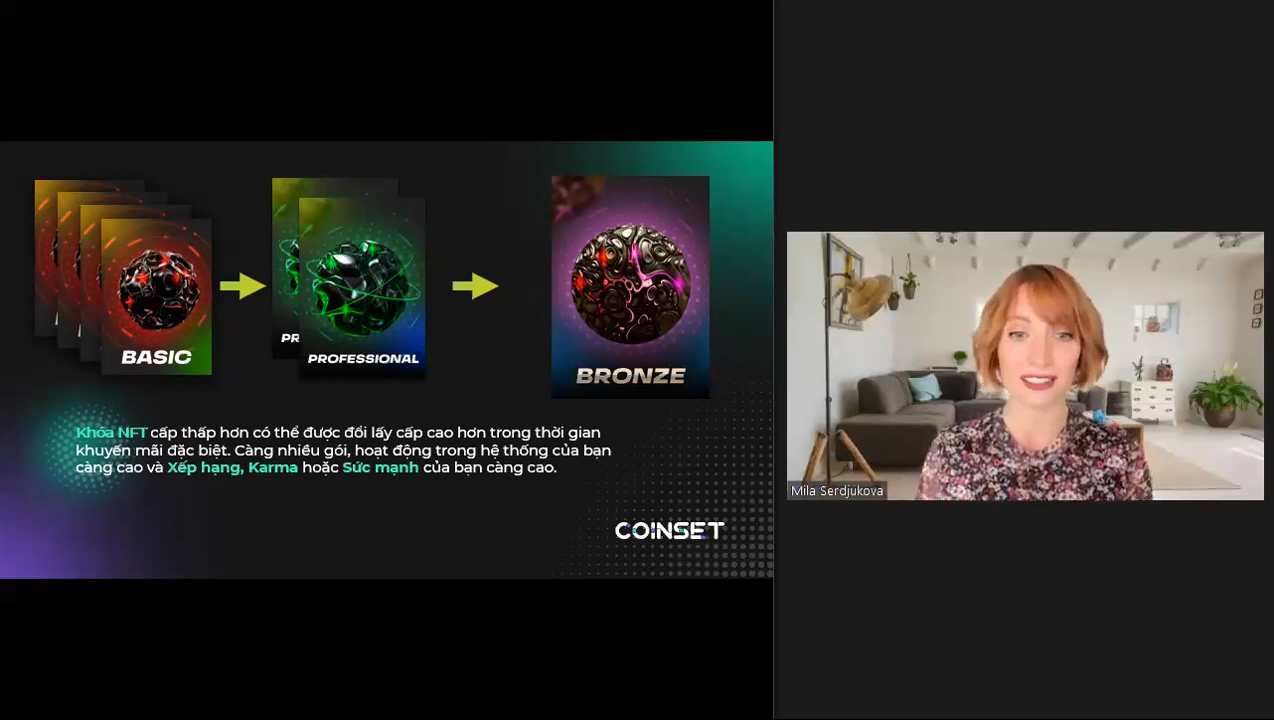 BASIC
PR
PROFESSIONAL
BRONZE
Khóa NFT cấp thấp hơn có thể được đổi lấy cấp cao hơn trong thời gian
khuyến mãi đặc biệt. Càng nhiều gói, hoạt động trong hệ thống của bạn
càng cao và Xếp hạng, Karma hoặc Sức mạnh của bạn càng cao.
COINSET
Mila Serdjukova